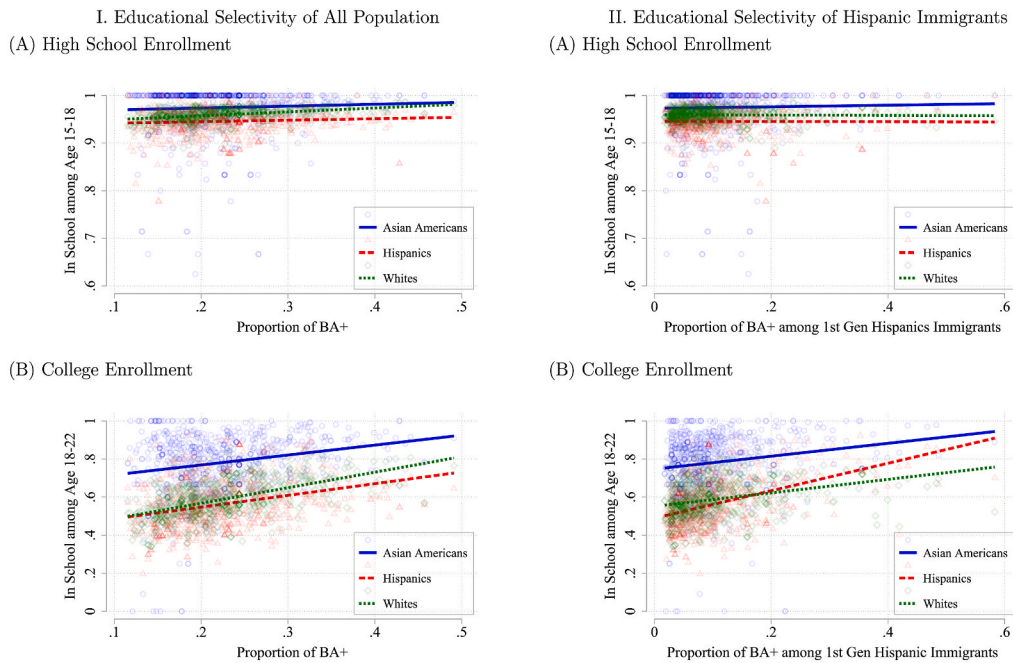 I. Educational Selectivity of All Population
(A) High School Enrollment
In School among Age 15-18
1
.9
.8
.7
.6
Asian Americans
Hispanics
Whites
.1
.2
.3
.4
.5
Proportion of BA+
(B) College Enrollment
In School among Age 18-22
1
.8
.6
.4
.2
0
Asian Americans
Hispanics
Whites
.1
.2
.3
.4
.5
Proportion of BA+
II. Educational Selectivity of Hispanic Immigrants
(A) High School Enrollment
In School among Age 15-18
1
.9
.8
.7
.6
Asian Americans
Hispanics
Whites
0
.2
.4
.6
Proportion of BA+ among 1st Gen Hispanics Immigrants
(B) College Enrollment
In School among Age 18-22
1
.8
.6
.4
.2
0
Asian Americans
Hispanics
Whites
0
.2
.4
.6
Proportion of BA+ among 1st Gen Hispanic Immigrants